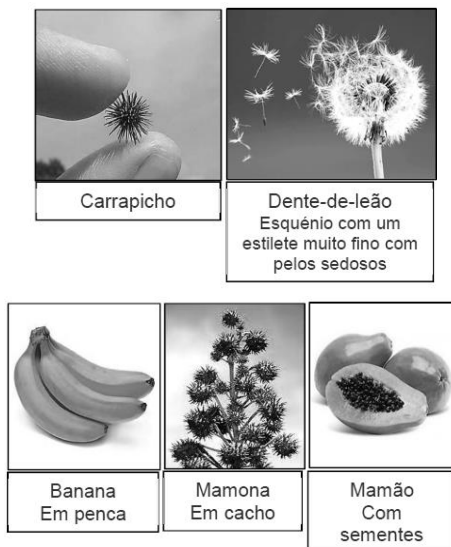 Carrapicho
Dente-de-leão
Esquénio com um
estilete muito fino com
pelos sedosos
Banana
Em penca
Mamona
Em cacho
Mamão
Com
sementes